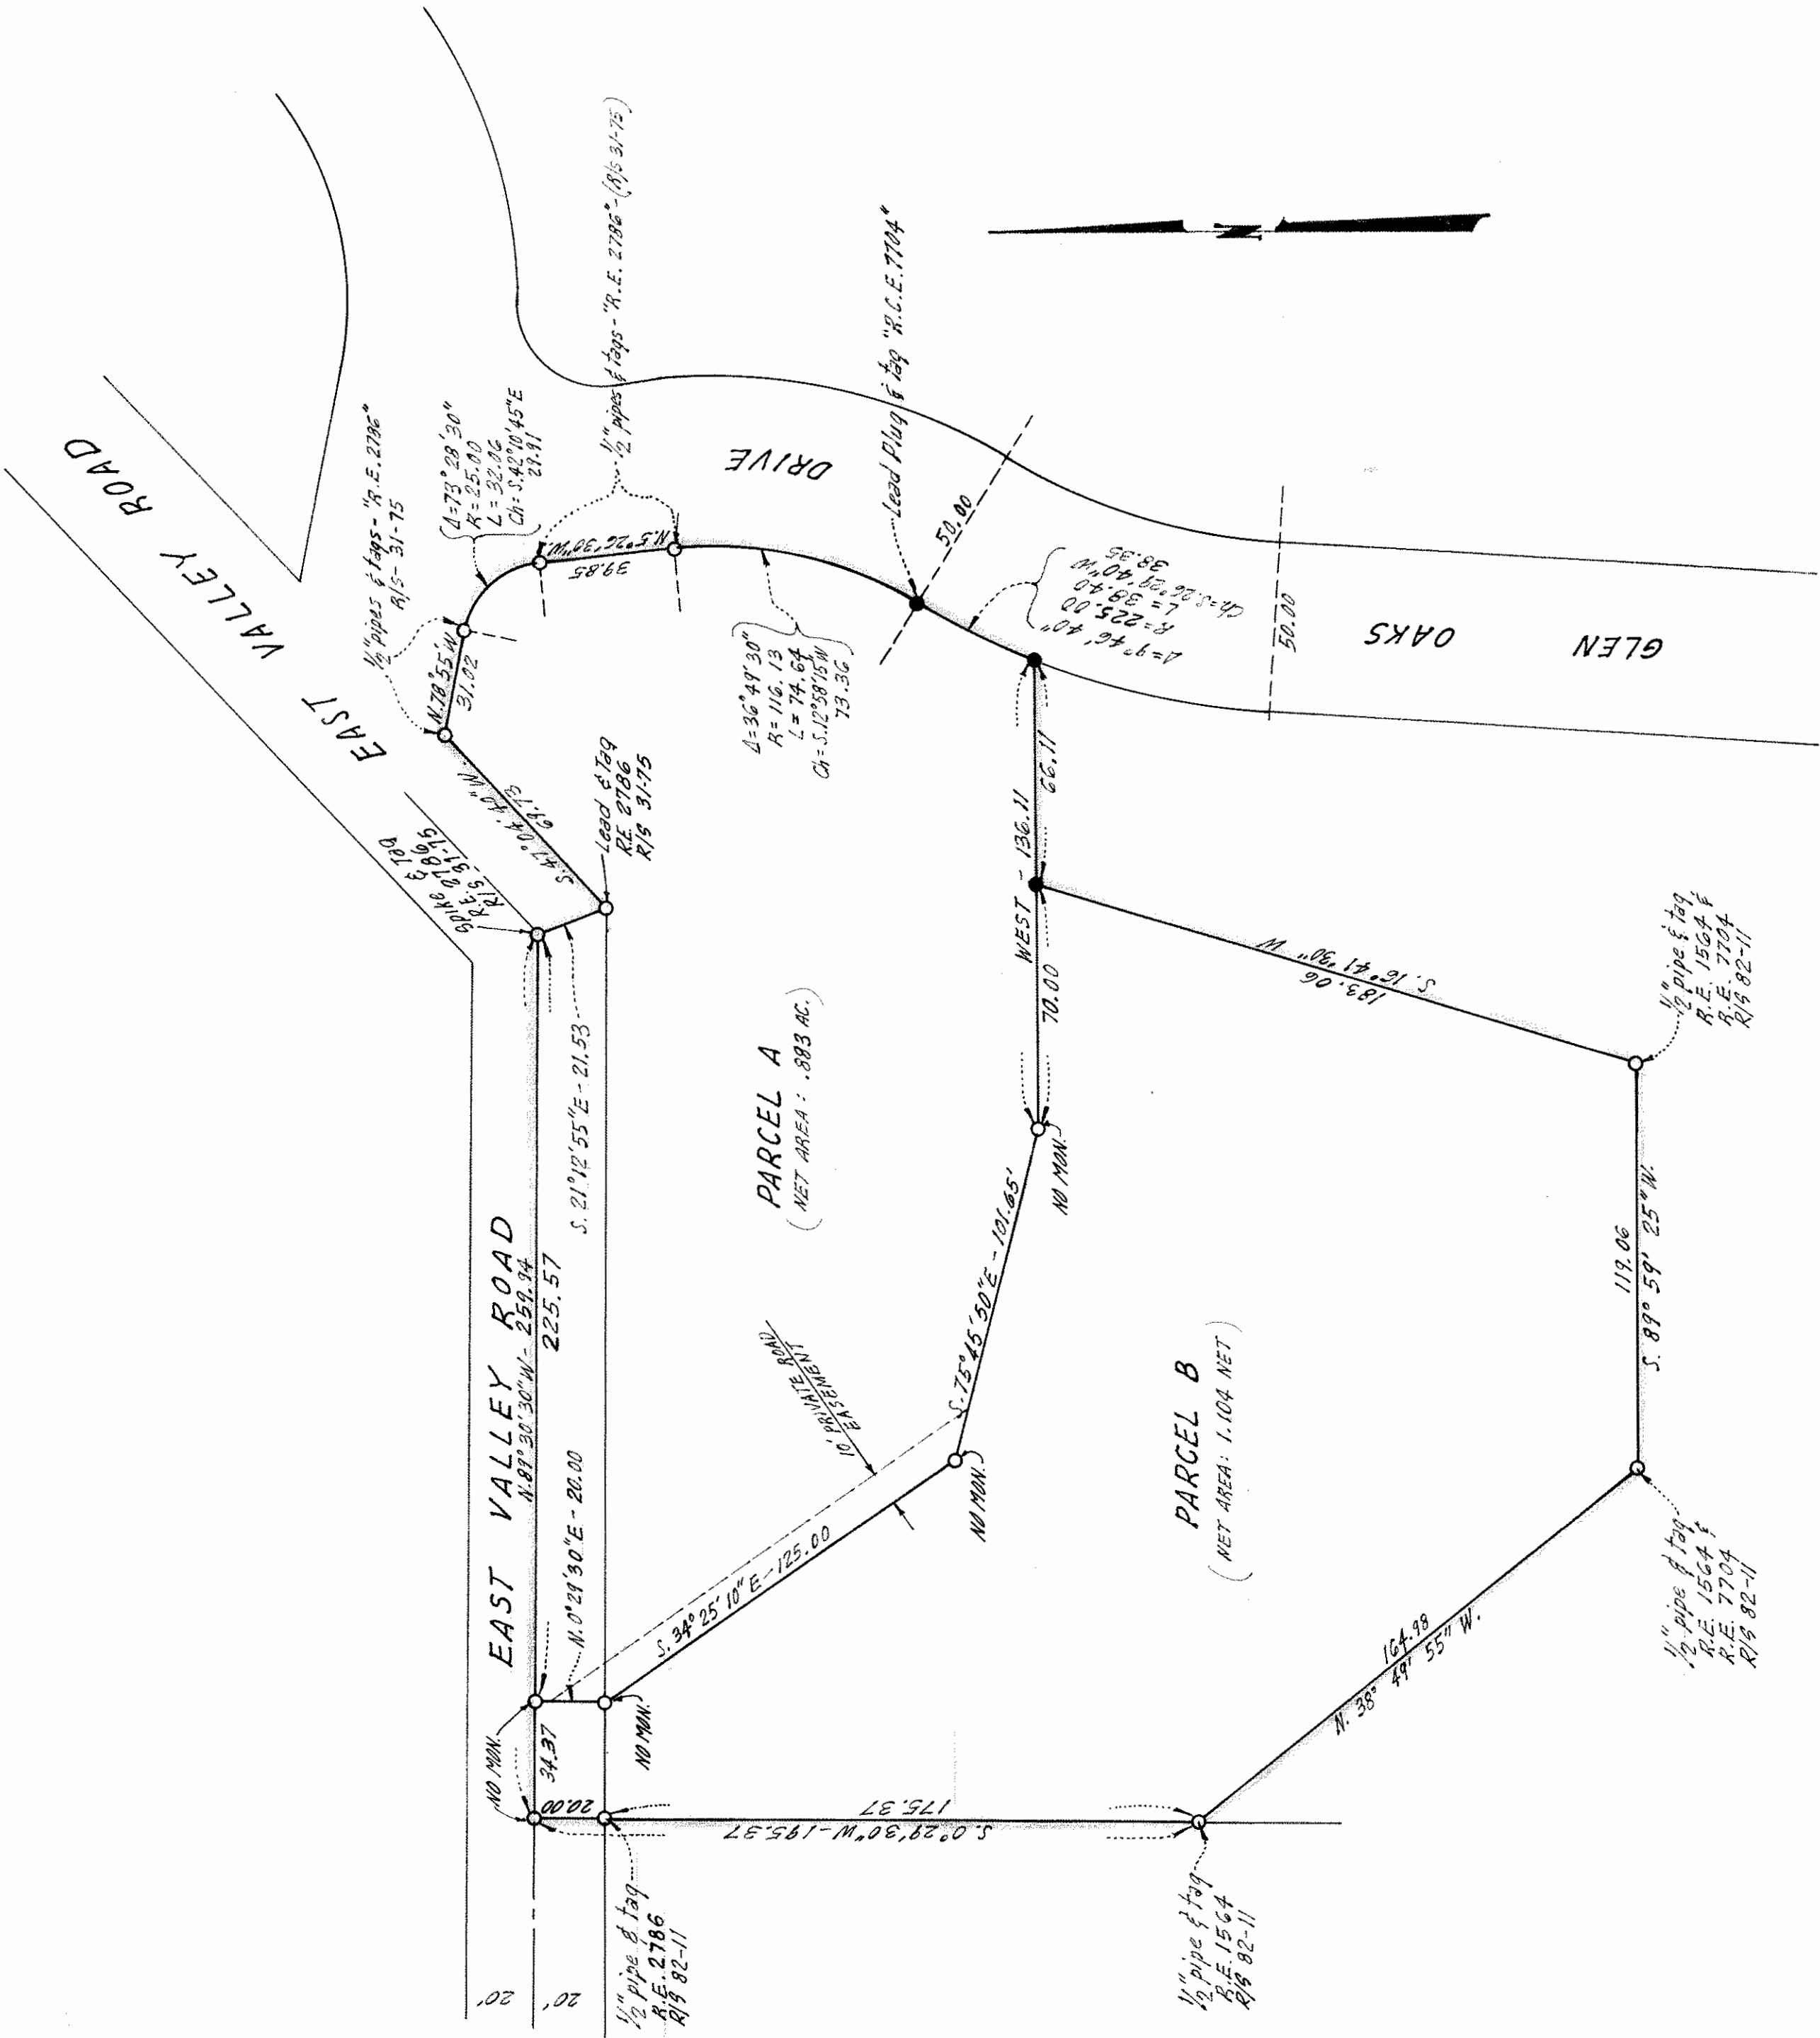 EAST VALLEY ROAD
N.89°30'30"W - 259.94
225.57
EAST VALLEY ROAD
NO MON.
34.37
20.00
20'
20'
N.0°29'30"E - 20.00
NO MON.
S.21°12'55"E - 21.53
Spike & Tag
R.E. 2786
R/S. 31-75
S.47°04'40"W.
69.73
Lead & Tag
R.E. 2786
R/S 31-75
1/2" pipes & tags - "R.E. 2786"
R/S - 31-75
N.78°55'W
31.02
Δ=73°28'30"
R=25.00
L=32.06
Ch=S.42°10'45"E
29.91
1/2" pipes & tags - "R.E. 2786" - (R/S 31-75)
N.5°26'30"W.
39.85
Δ=36°49'30"
R=116.13
L=74.64
Ch=S.12°58'15"W
73.36
Lead Plug & tag "R.C.E. 7704"
50.00
Δ=9°46'40"
R=225.00
L=38.40
Ch=S.26°29'40"W
38.35
50.00
GLEN
OAKS
DRIVE
N
PARCEL A
(NET AREA: .883 AC.)
WEST - 136.11
66.11
70.00
NO MON.
S.75°45'50"E - 101.65'
10' PRIVATE ROAD
EASEMENT
NO MON.
S.34°25'10"E - 125.00
PARCEL B
(NET AREA: 1.104 NET)
S.16°41'30" W
183.06
1/2" pipe & tag
R.E. 1564 &
R.E. 7704
R/S 82-11
119.06
S.89°59'25"W.
1/2" pipe & tag
R.E. 1564 &
R.E. 7704
R/S 82-11
164.98
N.38°49'55" W.
175.37
S.0°29'30"W - 195.37
1/2" pipe & tag
R.E. 2786
R/S 82-11
1/2" pipe & tag
R.E. 1564
R/S 82-11